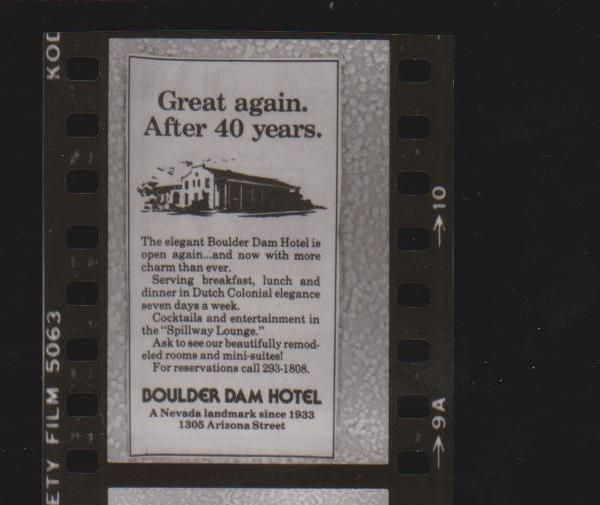 Great again.
After 40 years.
The elegant Boulder Dam Hotel is
open again...and now with more
charm than ever.
Serving breakfast, lunch and
dinner in Dutch Colonial elegance
seven days a week.
Cocktails and entertainment in
the "Spillway Lounge."
Ask to see our beautifully remod-
eled rooms and mini-suites!
For reservations call 293-1808.
BOULDER DAM HOTEL
A Nevada landmark since 1933
1305 Arizona Street
KOD
ETY FILM 5063
→10
→9A